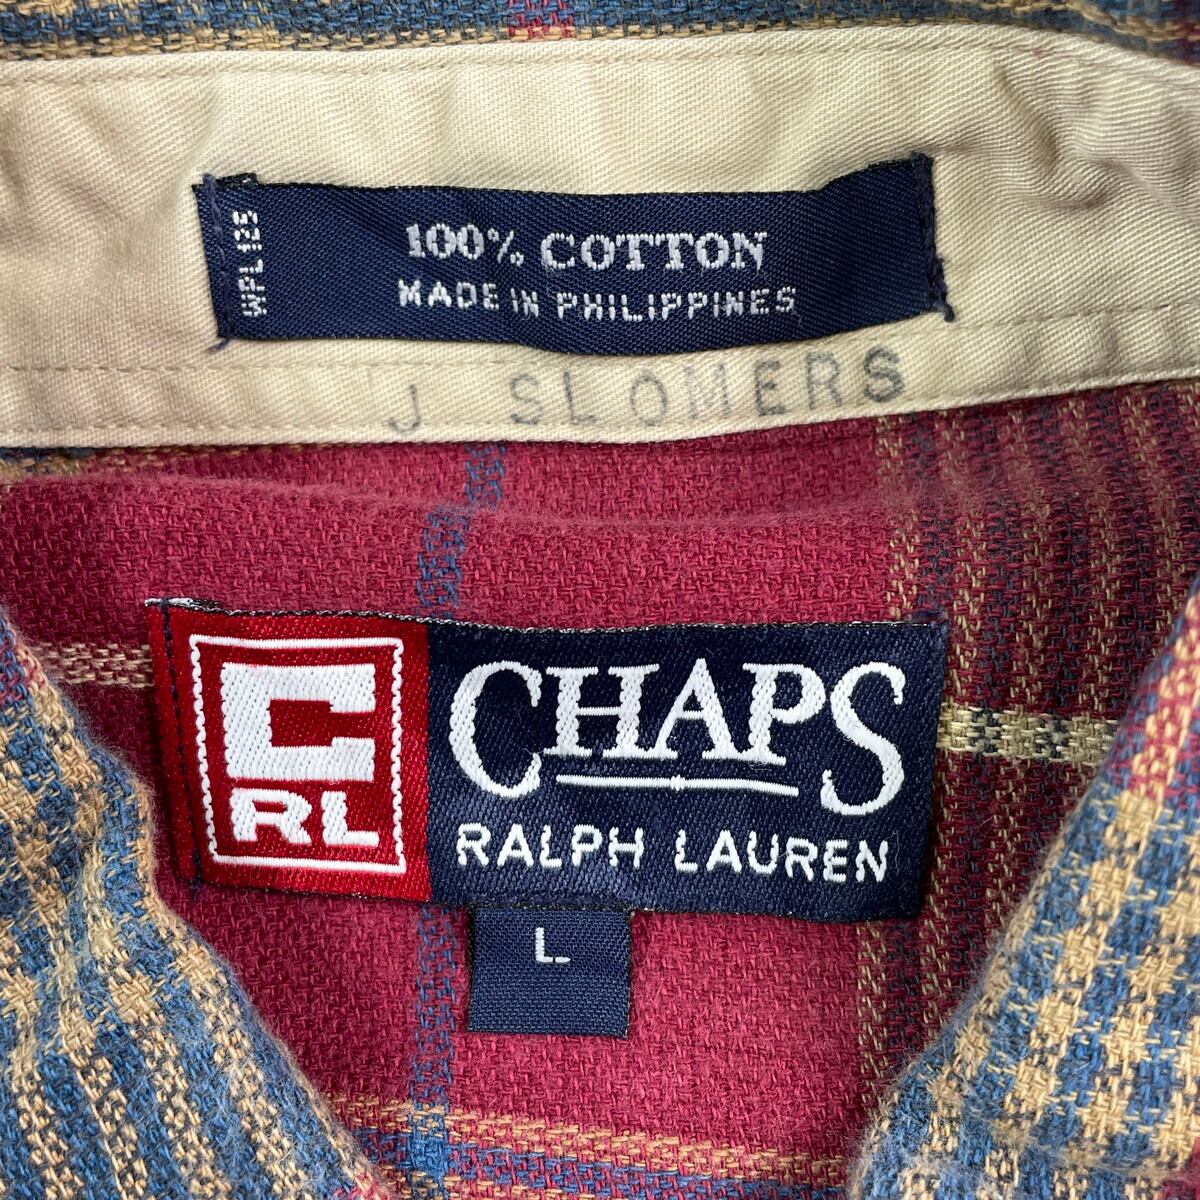 WPL 125
100% COTTON
MADE IN PHILIPPINES
J SLOMERS
C
RL
CHAPS
RALPH LAUREN
L